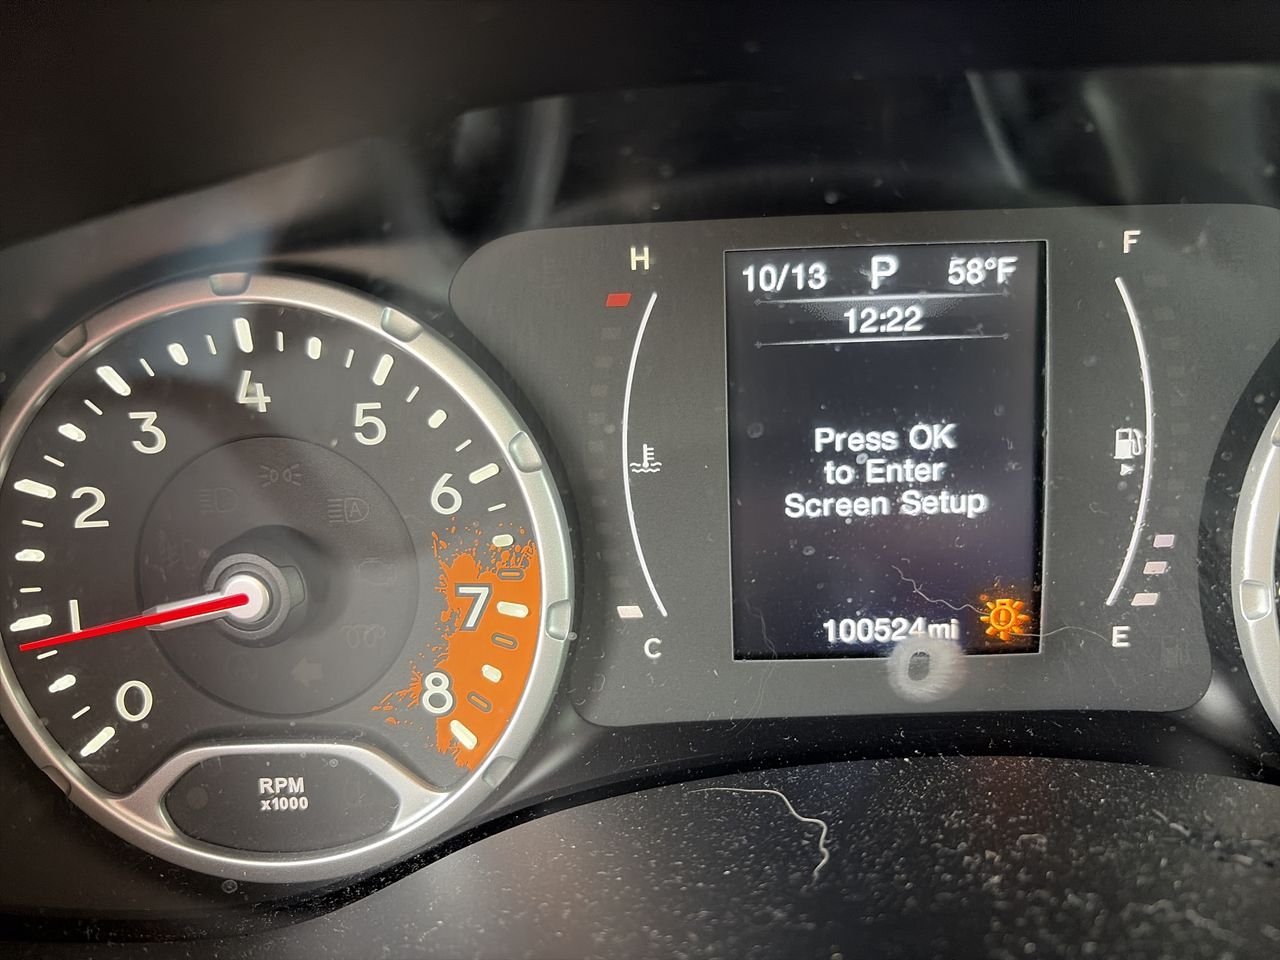 10/13 P 58°F
12:22
Press OK
to Enter
Screen Setup
100524mi
H
C
F
E
0
1
2
3
4
5
6
7
8
RPM
x1000
A